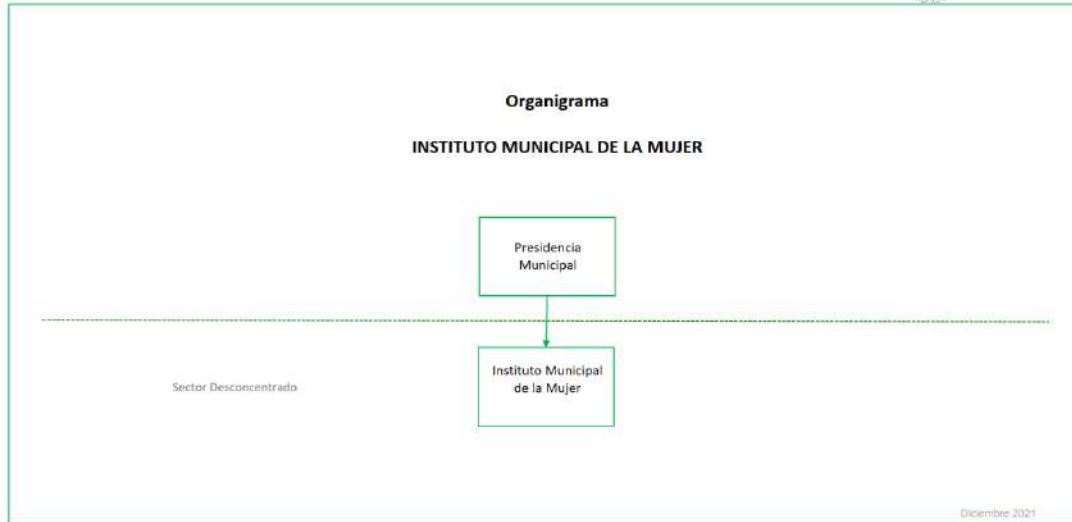 Organigrama
INSTITUTO MUNICIPAL DE LA MUJER
Presidencia
Municipal
Instituto Municipal
de la Mujer
Sector Desconcentrado
Diciembre 2021